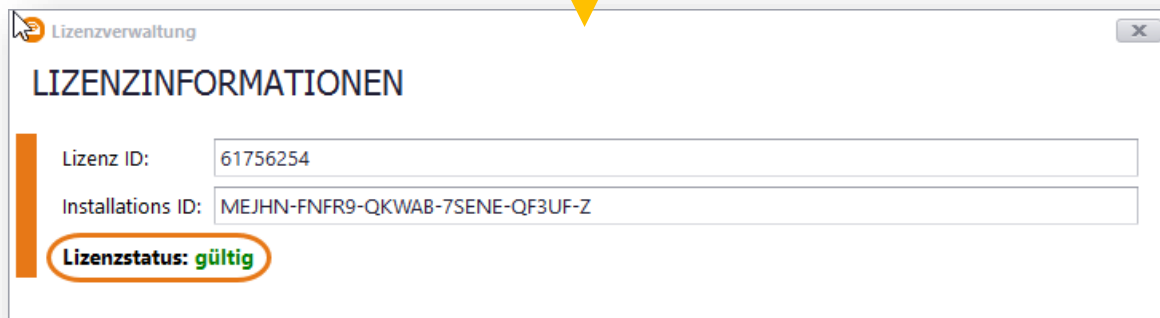 Lizenzverwaltung
LIZENZINFORMATIONEN
Lizenz ID: 61756254
Installations ID: MEJHN-FNFR9-QKWAB-7SENE-QF3UF-Z
Lizenzstatus: gültig